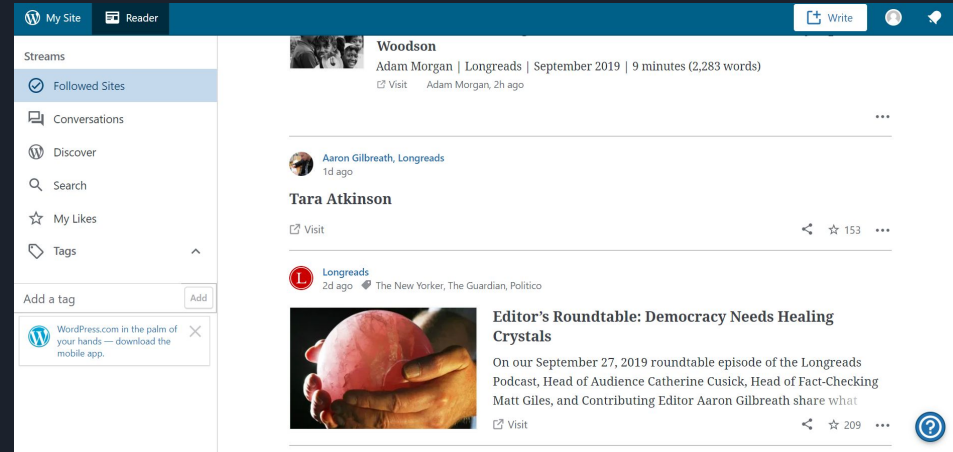 My Site
Reader
Write
Streams
Followed Sites
Conversations
Discover
Search
My Likes
Tags
Add a tag
Add
WordPress.com in the palm of
your hands — download the
mobile app.
Woodson
Adam Morgan | Longreads | September 2019 | 9 minutes (2,283 words)
Visit Adam Morgan, 2h ago
Aaron Gilbreath, Longreads
1d ago
Tara Atkinson
Visit
153
Longreads
2d ago The New Yorker, The Guardian, Politico
Editor's Roundtable: Democracy Needs Healing
Crystals
On our September 27, 2019 roundtable episode of the Longreads
Podcast, Head of Audience Catherine Cusick, Head of Fact-Checking
Matt Giles, and Contributing Editor Aaron Gilbreath share what
Visit
209